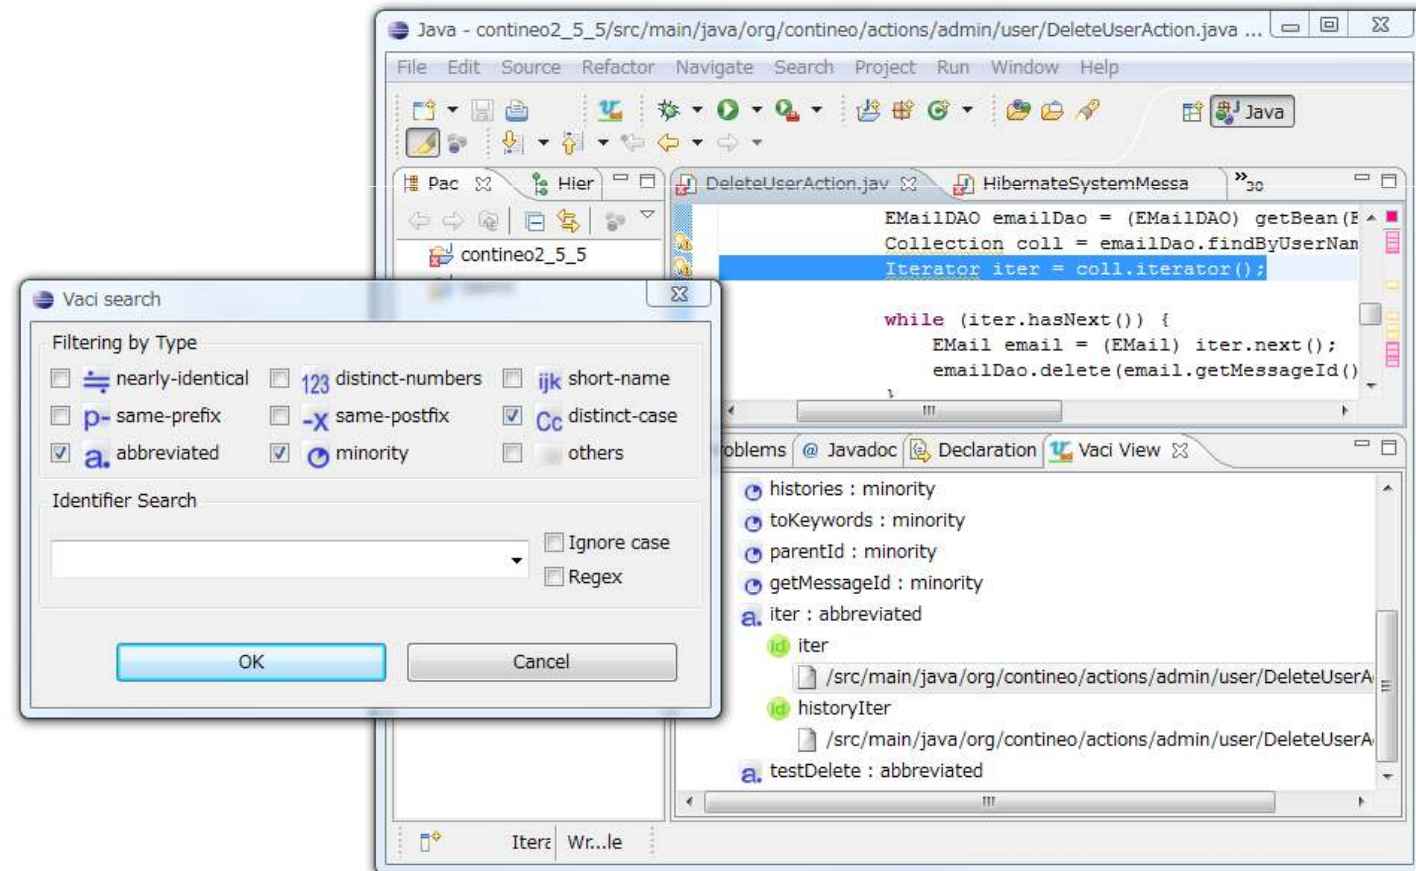 Java - contineo2_5_5/src/main/java/org/contineo/actions/admin/user/DeleteUserAction.java ...
File Edit Source Refactor Navigate Search Project Run Window Help
Java
Pac Hier DeleteUserAction.jav HibernateSystemMessa »30
EMailDAO emailDao = (EMailDAO) getBean(E
Collection coll = emailDao.findByUserNam
contineo2_5_5
Iterator iter = coll.iterator();
while (iter.hasNext()) {
EMail email = (EMail) iter.next();
emailDao.delete(email.getMessageId()
}
Vaci search
Filtering by Type
nearly-identical 123 distinct-numbers ijk short-name
p- same-prefix -x same-postfix Cc distinct-case
a. abbreviated minority others
Identifier Search
Ignore case
Regex
OK Cancel
oblems @ Javadoc Declaration Vaci View
histories : minority
toKeywords : minority
parentId : minority
getMessageId : minority
a. iter : abbreviated
id iter
/src/main/java/org/contineo/actions/admin/user/DeleteUserA
id historyIter
/src/main/java/org/contineo/actions/admin/user/DeleteUserA
a. testDelete : abbreviated
Itera Wr...le